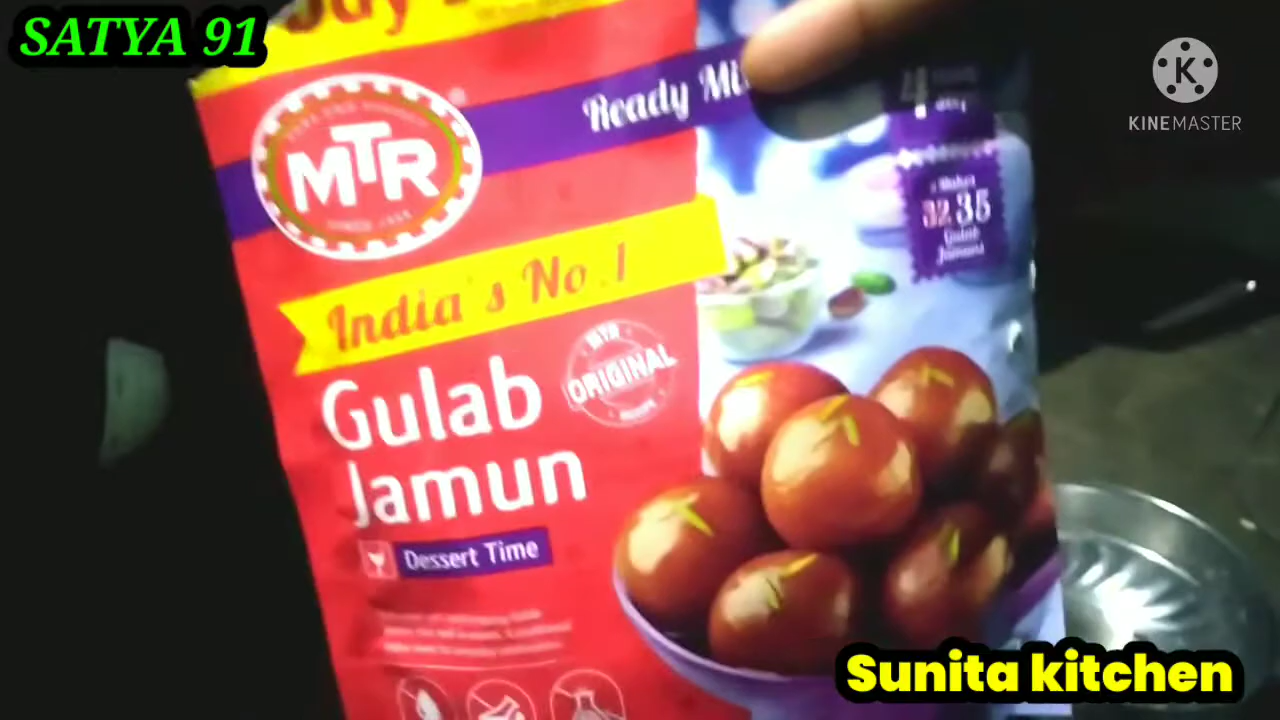 SATYA 91
KINEMASTER
Ready
MTR
4
Makes
32 35
Gulab
Jamuns
India's No.1
MTR
ORIGINAL
Gulab
Jamun
Dessert Time
Sunita kitchen